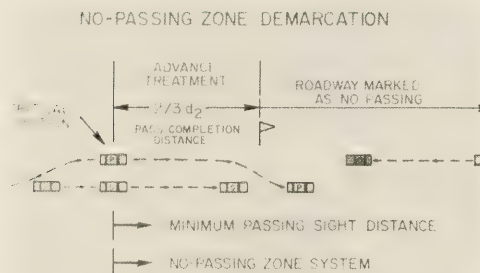 NO-PASSING ZONE DEMARCATION
ADVANCE
TREATMENT
ROADWAY MARKED
AS NO PASSING
2/3 d2
PASS COMPLETION
DISTANCE
P
P
MINIMUM PASSING SIGHT DISTANCE
NO-PASSING ZONE SYSTEM